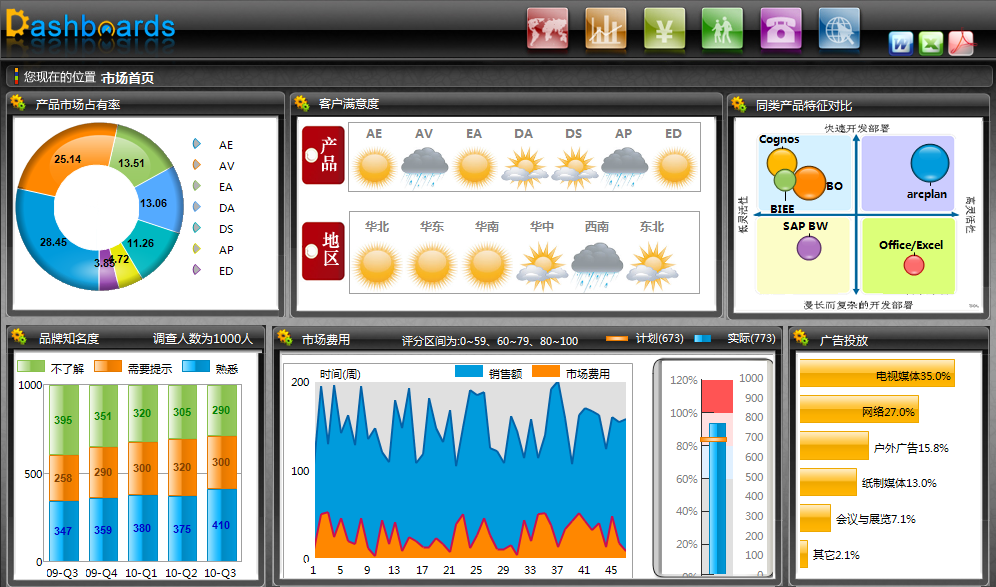 Dashboards
您现在的位置 市场首页
产品市场占有率
25.14
13.51
13.06
11.26
4.72
3.85
28.45
AE
AV
EA
DA
DS
AP
ED
客户满意度
产品
AE AV EA DA DS AP ED
地区
华北 华东 华南 华中 西南 东北
同类产品特征对比
快速开发部署
Cognos
BO
BIEE
arcplan
低灵活性
高灵活性
SAP BW
Office/Excel
漫长而复杂的开发部署
品牌知名度 调查人数为1000人
不了解 需要提示 熟悉
1000
500
0
395 351 320 305 290
258 290 300 320 300
347 359 380 375 410
09-Q3 09-Q4 10-Q1 10-Q2 10-Q3
市场费用 评分区间为:0~59、60~79、80~100 计划(673) 实际(773)
时间(周) 销售额 市场费用
200
100
0
1 5 9 13 17 21 25 29 33 37 41 45
120%
100%
80%
60%
40%
20%
0%
1000
900
800
700
600
500
400
300
200
100
0
广告投放
电视媒体35.0%
网络27.0%
户外广告15.8%
纸制媒体13.0%
会议与展览7.1%
其它2.1%